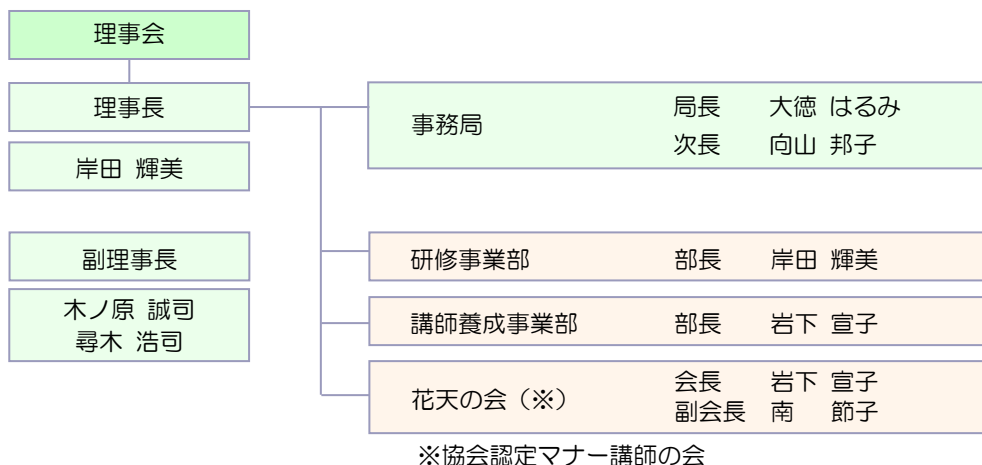 理事会
理事長
岸田 輝美
副理事長
木ノ原 誠司
尋木 浩司
事務局
局長 大徳 はるみ
次長 向山 邦子
研修事業部 部長 岸田 輝美
講師養成事業部 部長 岩下 宣子
花天の会（※）
会長 岩下 宣子
副会長 南 節子
※協会認定マナー講師の会